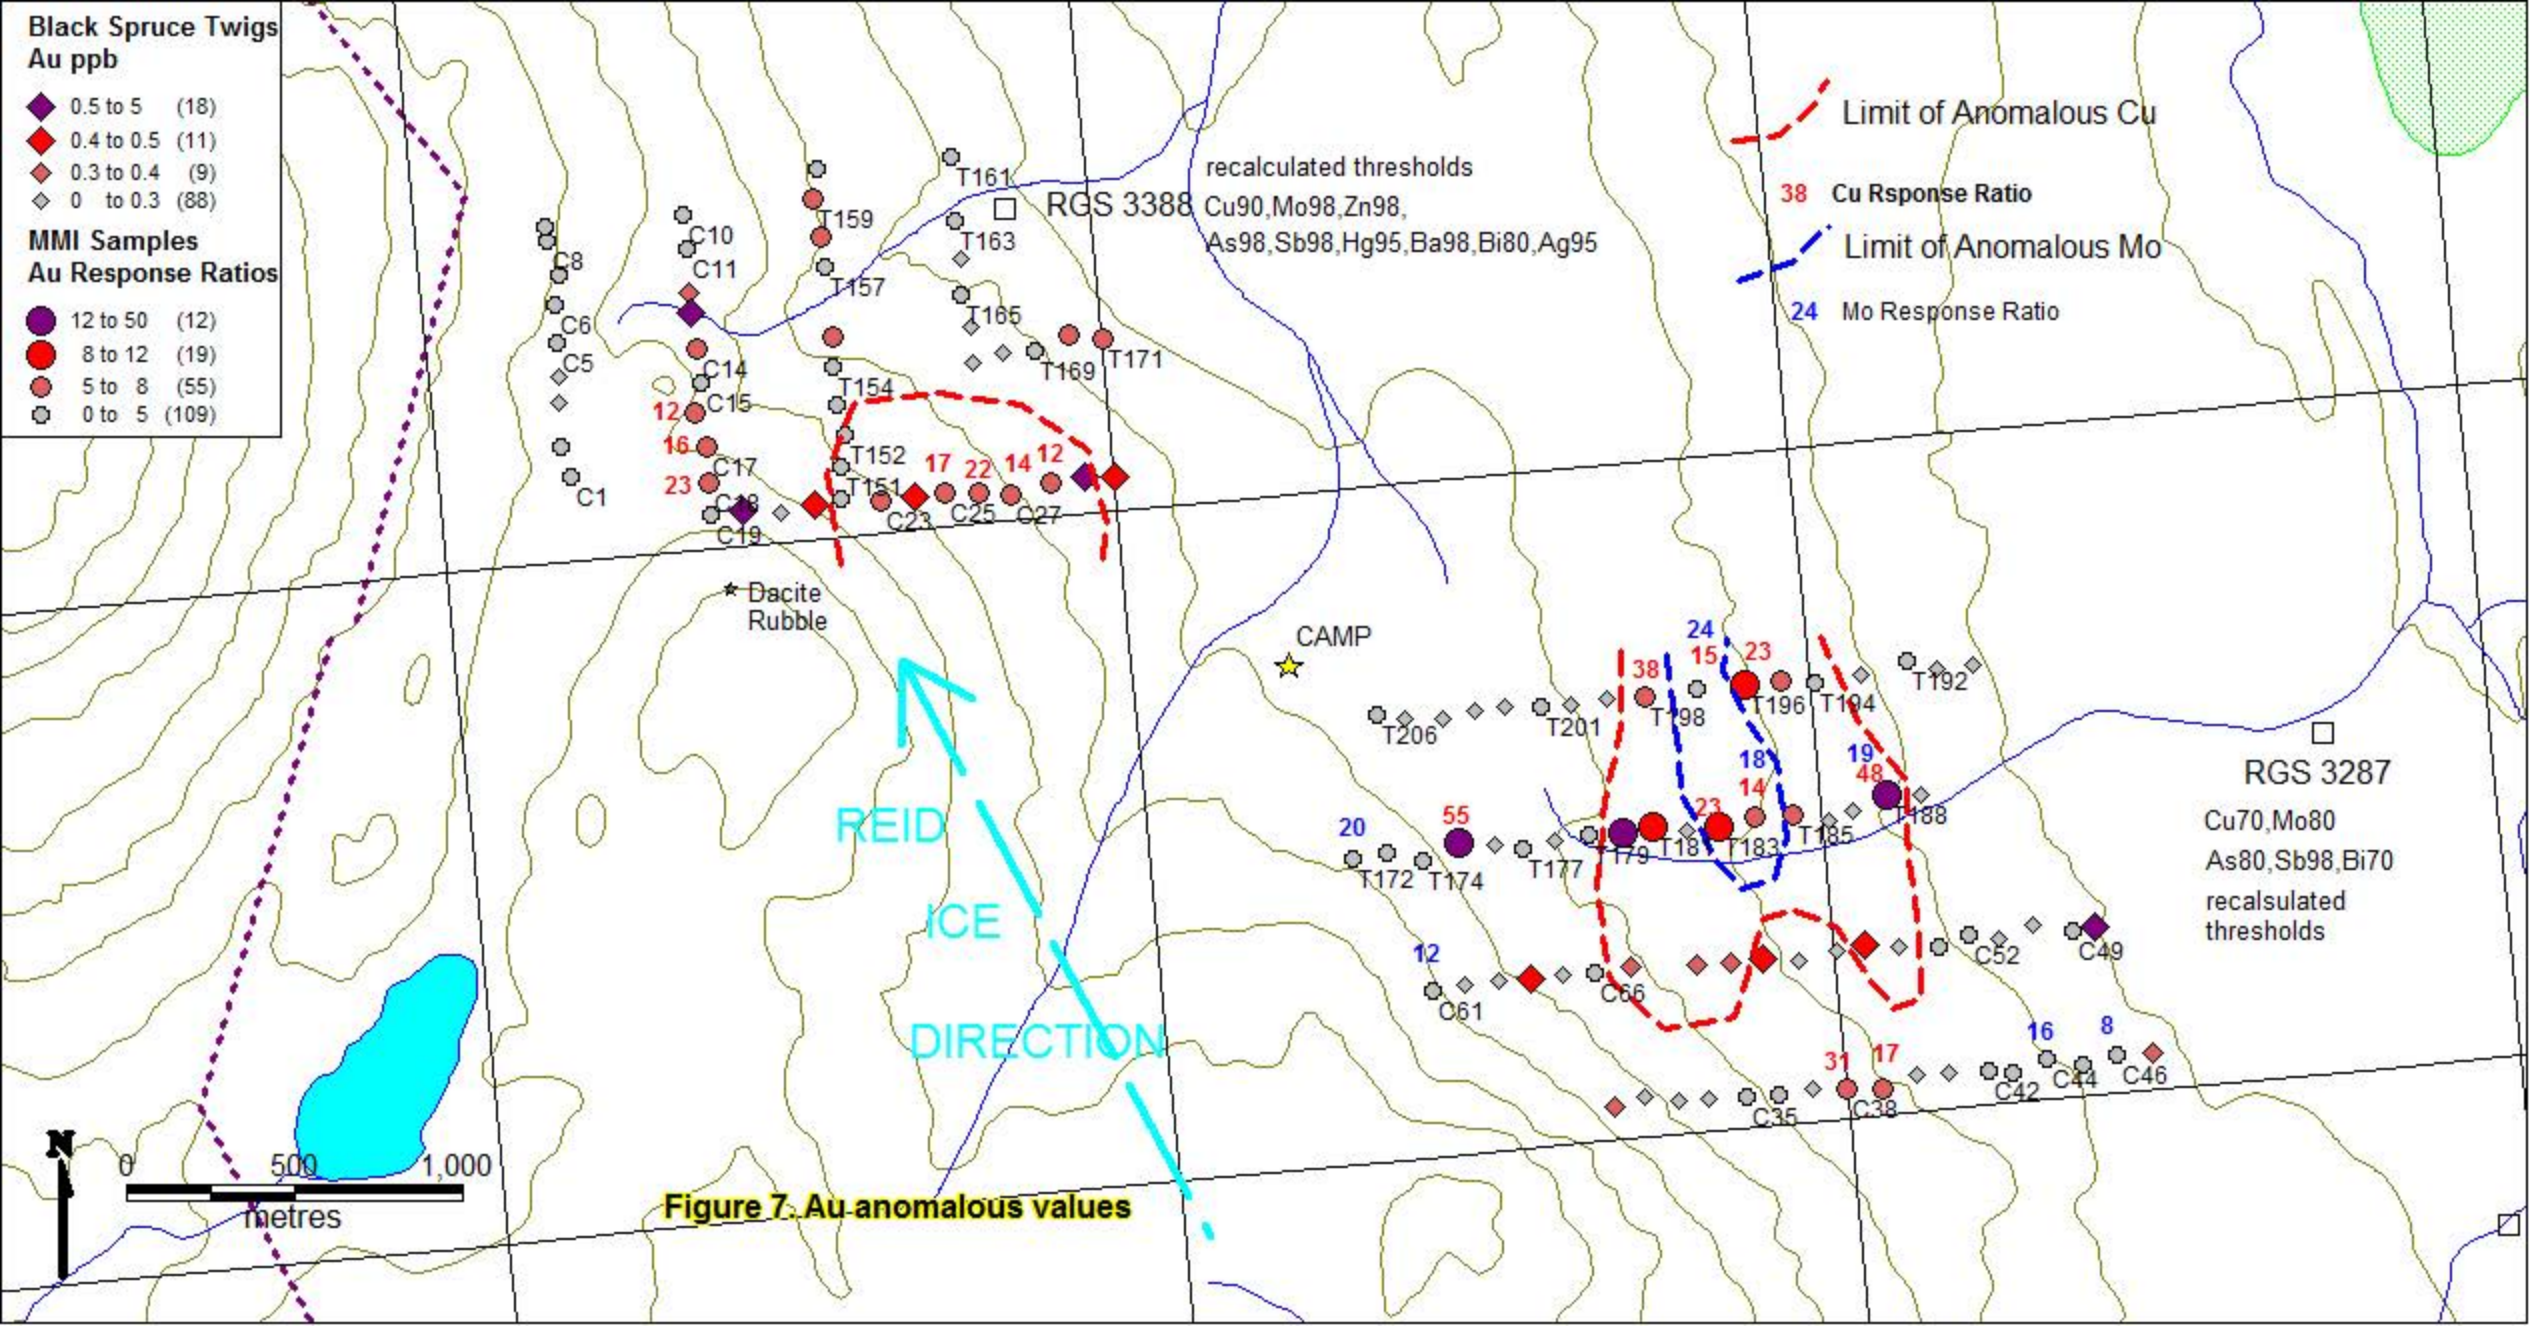 Black Spruce Twigs
Au ppb
0.5 to 5 (18)
0.4 to 0.5 (11)
0.3 to 0.4 (9)
0 to 0.3 (88)
MMI Samples
Au Response Ratios
12 to 50 (12)
8 to 12 (19)
5 to 8 (55)
0 to 5 (109)
Limit of Anomalous Cu
38 Cu Rsponse Ratio
Limit of Anomalous Mo
24 Mo Response Ratio
recalculated thresholds
RGS 3388 Cu90,Mo98,Zn98,
As98,Sb98,Hg95,Ba98,Bi80,Ag95
T161
T163
T165
T169
T171
T159
T157
T154
T152
T151
C10
C11
C14
C15
C17
C18
C19
12
16
23
C8
C6
C5
C1
17
22
14
12
C23
C25
C27
Dacite
Rubble
CAMP
REID
ICE
DIRECTION
24
38
15
23
T206
T201
T198
T196
T194
T192
20
55
23
18
14
19
48
T172
T174
T177
T179
T18
T183
T185
T188
RGS 3287
Cu70,Mo80
As80,Sb98,Bi70
recalsulated
thresholds
12
C61
C66
C52
C49
31
17
16
8
C35
C38
C42
C44
C46
N
0 500 1,000
metres
Figure 7. Au anomalous values